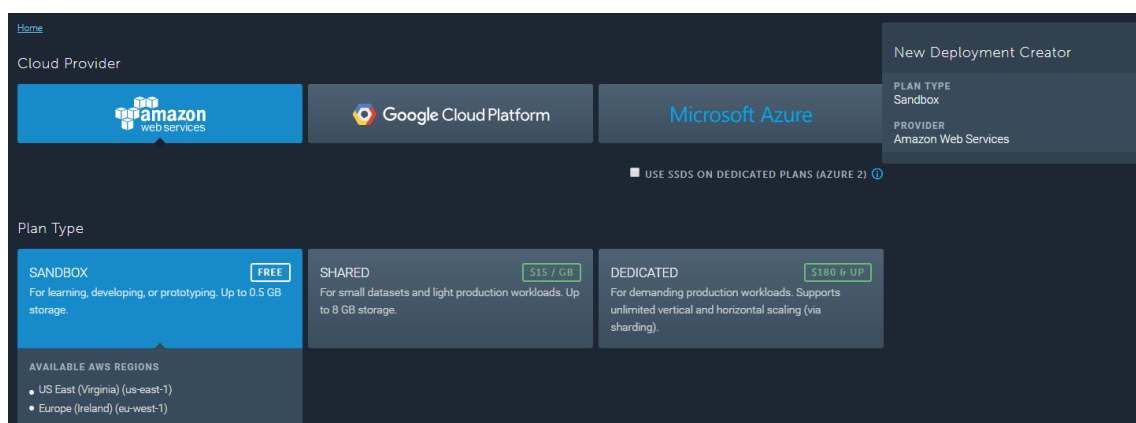 Home
Cloud Provider
amazon
web services
Google Cloud Platform
Microsoft Azure
USE SSDS ON DEDICATED PLANS (AZURE 2)
Plan Type
SANDBOX
FREE
For learning, developing, or prototyping. Up to 0.5 GB
storage.
SHARED
$15 / GB
For small datasets and light production workloads. Up
to 8 GB storage.
DEDICATED
$180 & UP
For demanding production workloads. Supports
unlimited vertical and horizontal scaling (via
sharding).
AVAILABLE AWS REGIONS
US East (Virginia) (us-east-1)
Europe (Ireland) (eu-west-1)
New Deployment Creator
PLAN TYPE
Sandbox
PROVIDER
Amazon Web Services